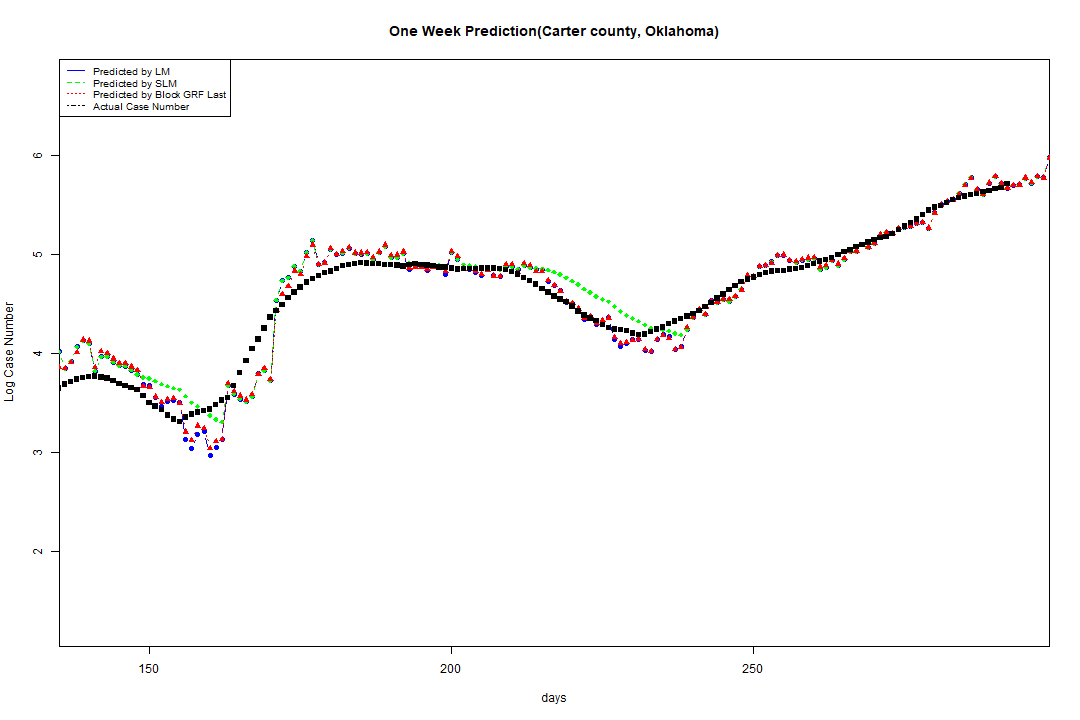 One Week Prediction(Carter county, Oklahoma)
Predicted by LM
Predicted by SLM
Predicted by Block GRF Last
Actual Case Number
6
5
4
3
2
Log Case Number
150 200 250
days